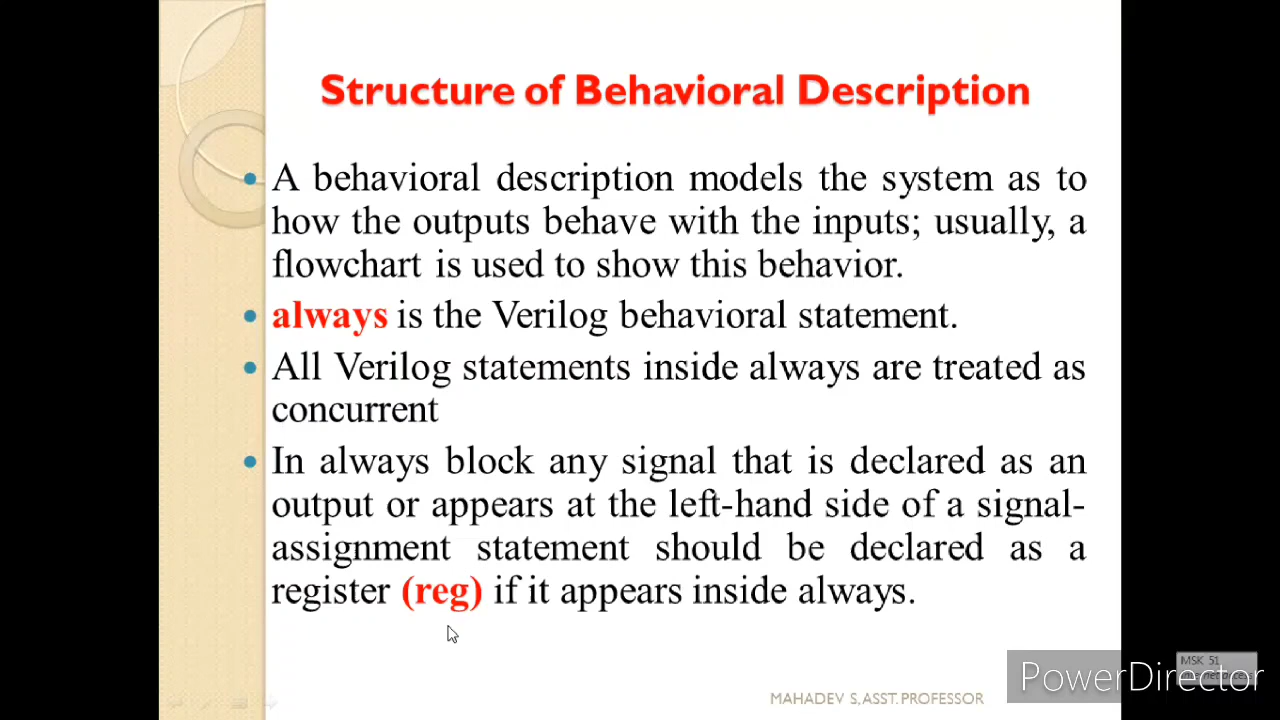 Structure of Behavioral Description
• A behavioral description models the system as to
how the outputs behave with the inputs; usually, a
flowchart is used to show this behavior.
• always is the Verilog behavioral statement.
• All Verilog statements inside always are treated as
concurrent
• In always block any signal that is declared as an
output or appears at the left-hand side of a signal-
assignment statement should be declared as a
register (reg) if it appears inside always.
MAHADEV S, ASST. PROFESSOR
MSK 51
PowerDirector